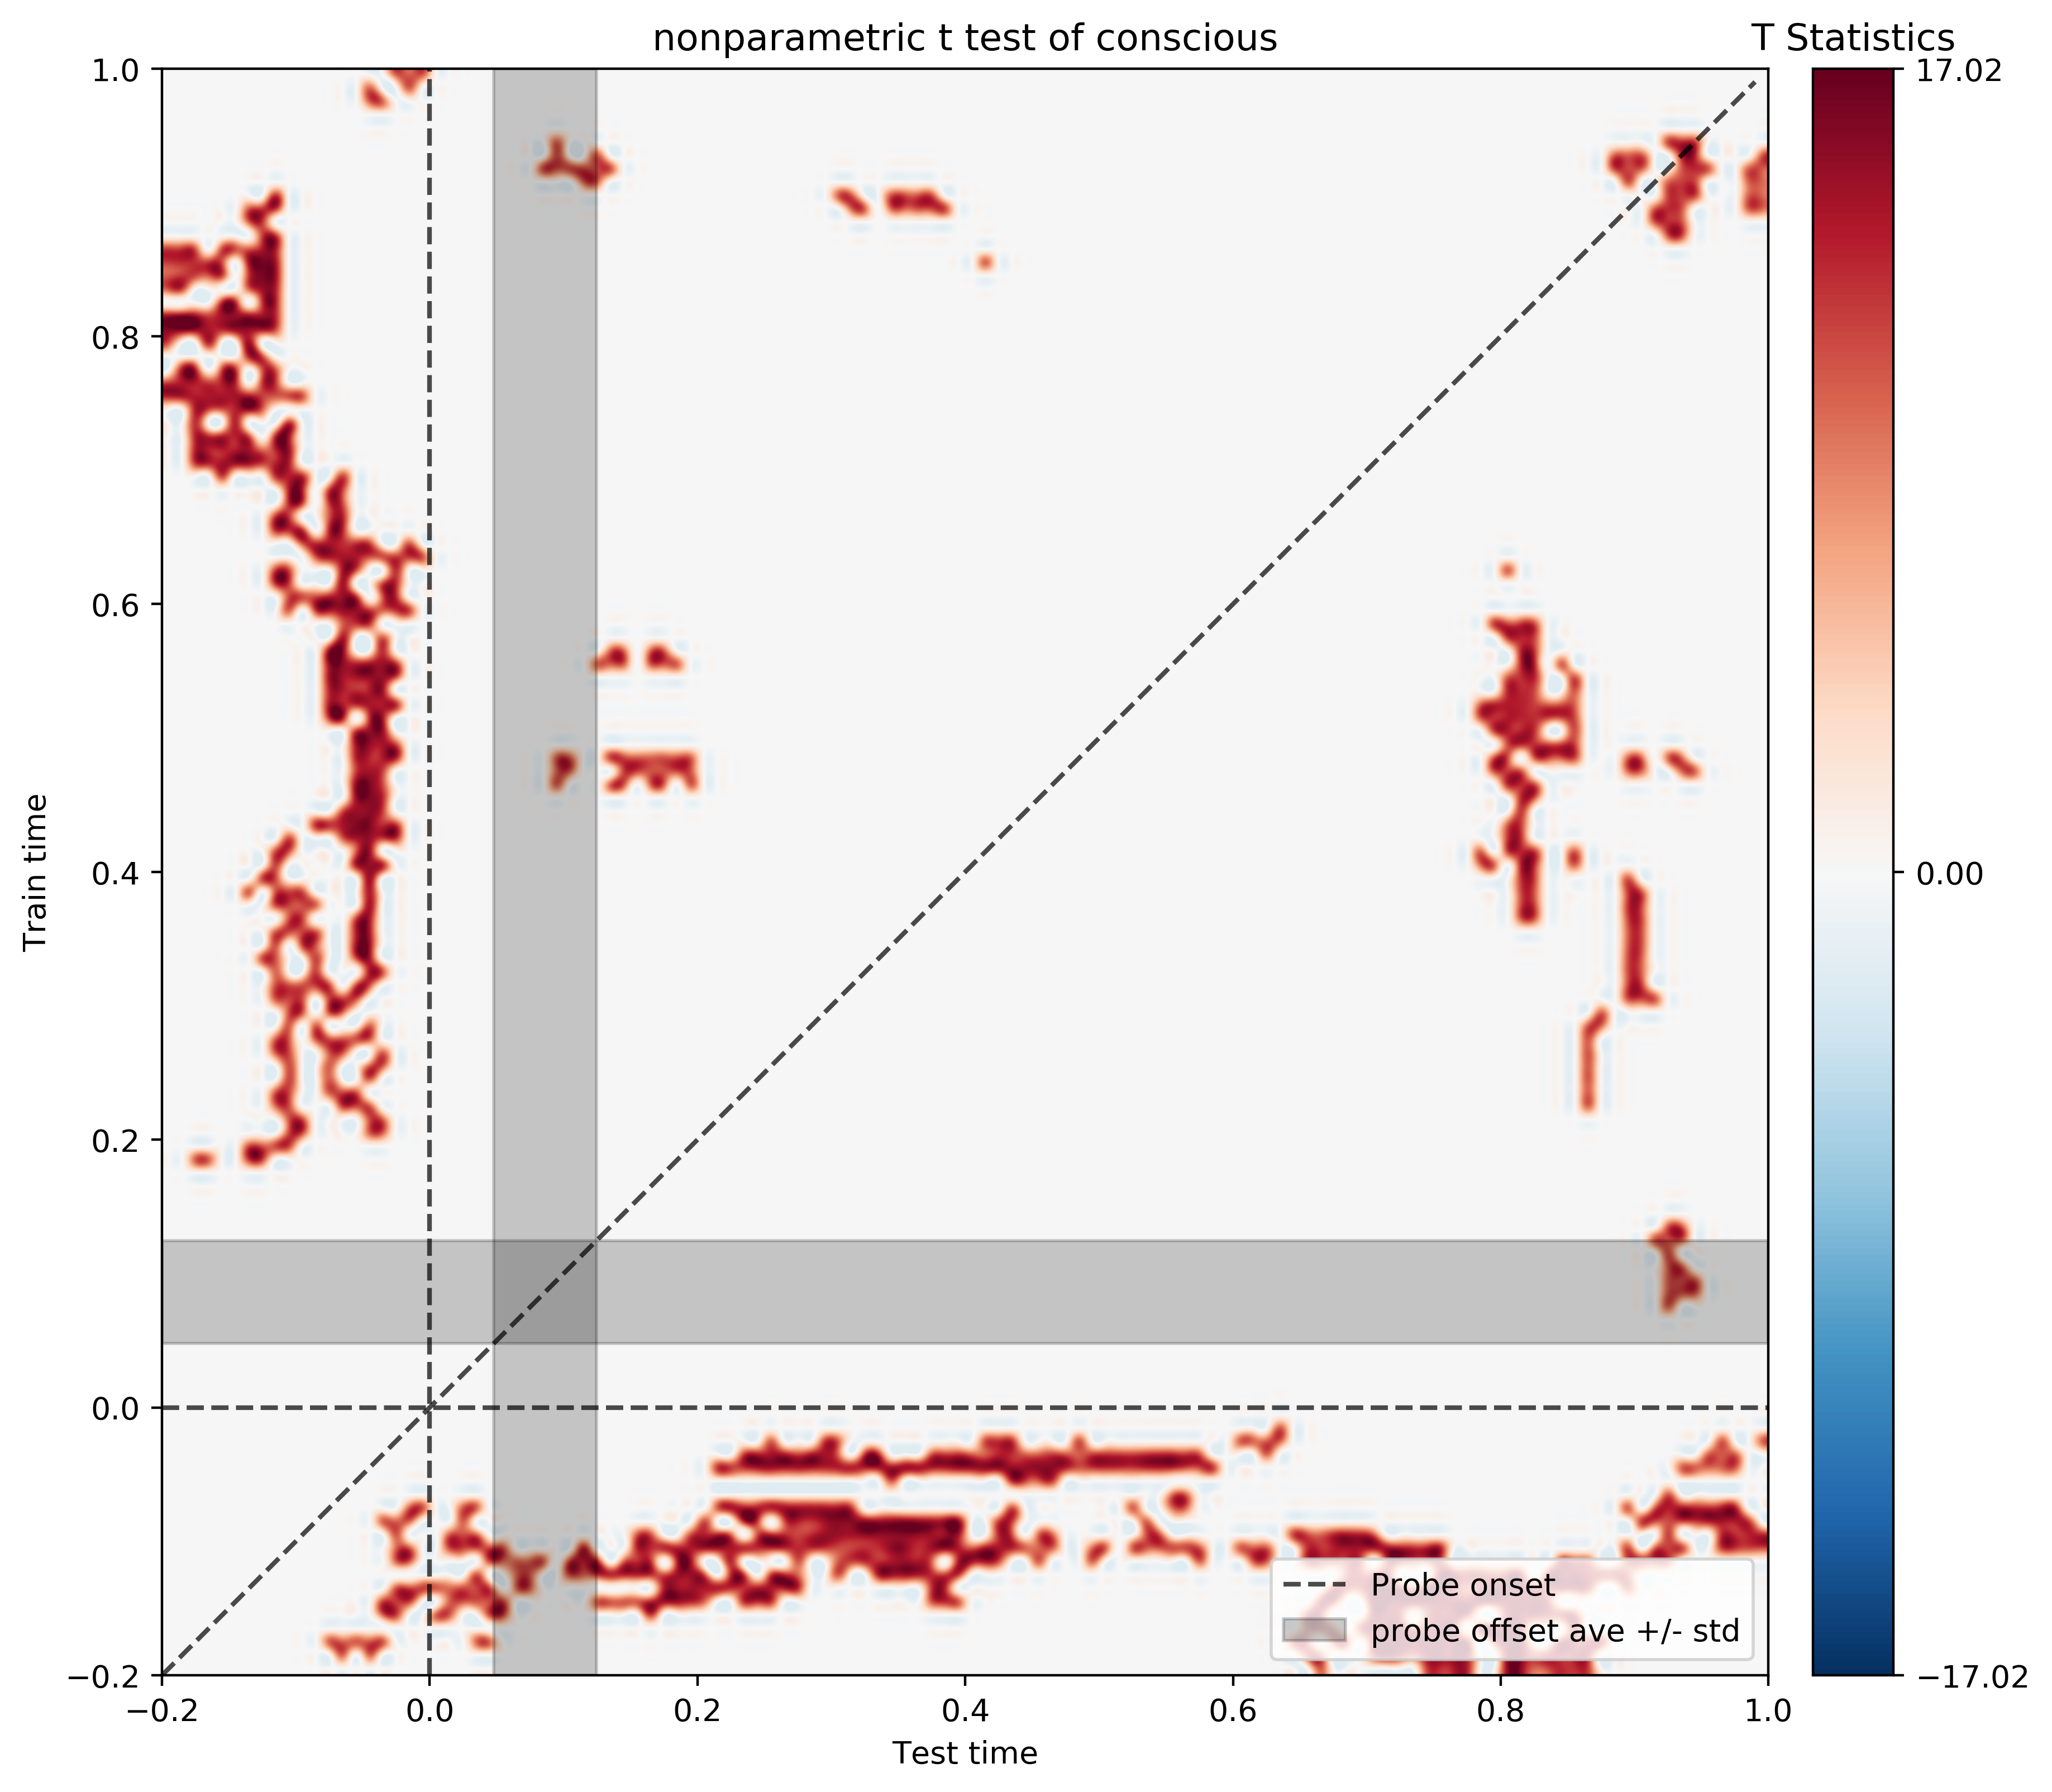 nonparametric t test of conscious
T Statistics
17.02
0.00
−17.02
1.0
0.8
0.6
0.4
0.2
0.0
−0.2
Train time
−0.2
0.0
0.2
0.4
0.6
0.8
1.0
Test time
Probe onset
probe offset ave +/- std